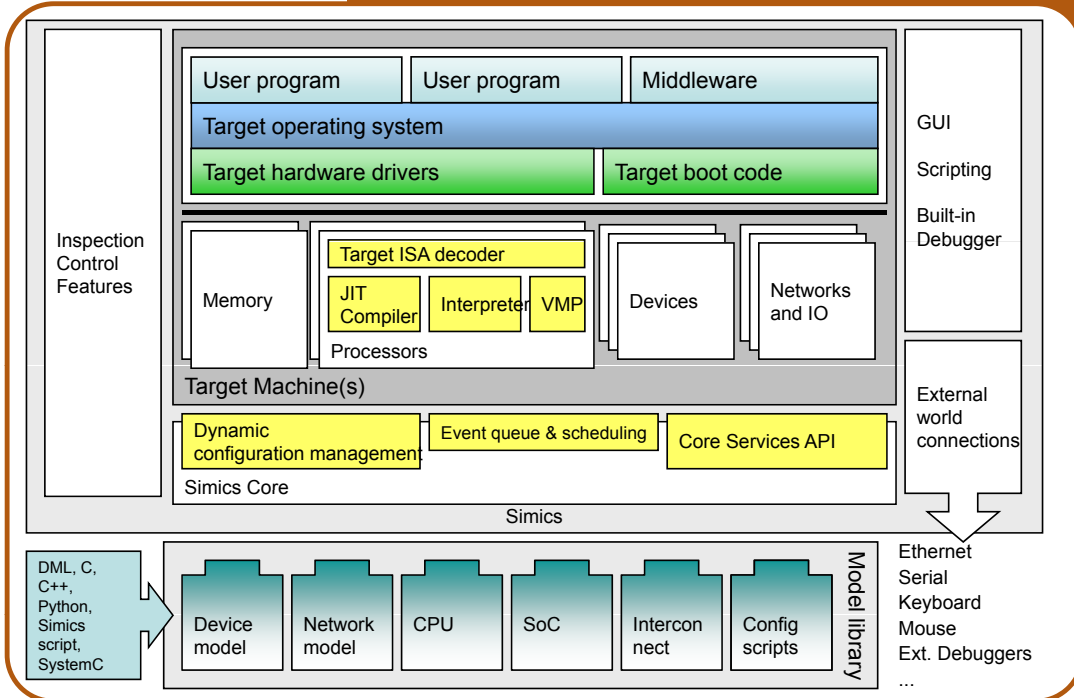 User program
User program
Middleware
Target operating system
Target hardware drivers
Target boot code
Inspection
Control
Features
Memory
Target ISA decoder
JIT
Compiler
Interpreter
VMP
Processors
Devices
Networks
and IO
Target Machine(s)
GUI
Scripting
Built-in
Debugger
Dynamic
configuration management
Event queue & scheduling
Core Services API
Simics Core
External
world
connections
Simics
DML, C,
C++,
Python,
Simics
script,
SystemC
Device
model
Network
model
CPU
SoC
Intercon
nect
Config
scripts
Model library
Ethernet
Serial
Keyboard
Mouse
Ext. Debuggers
...